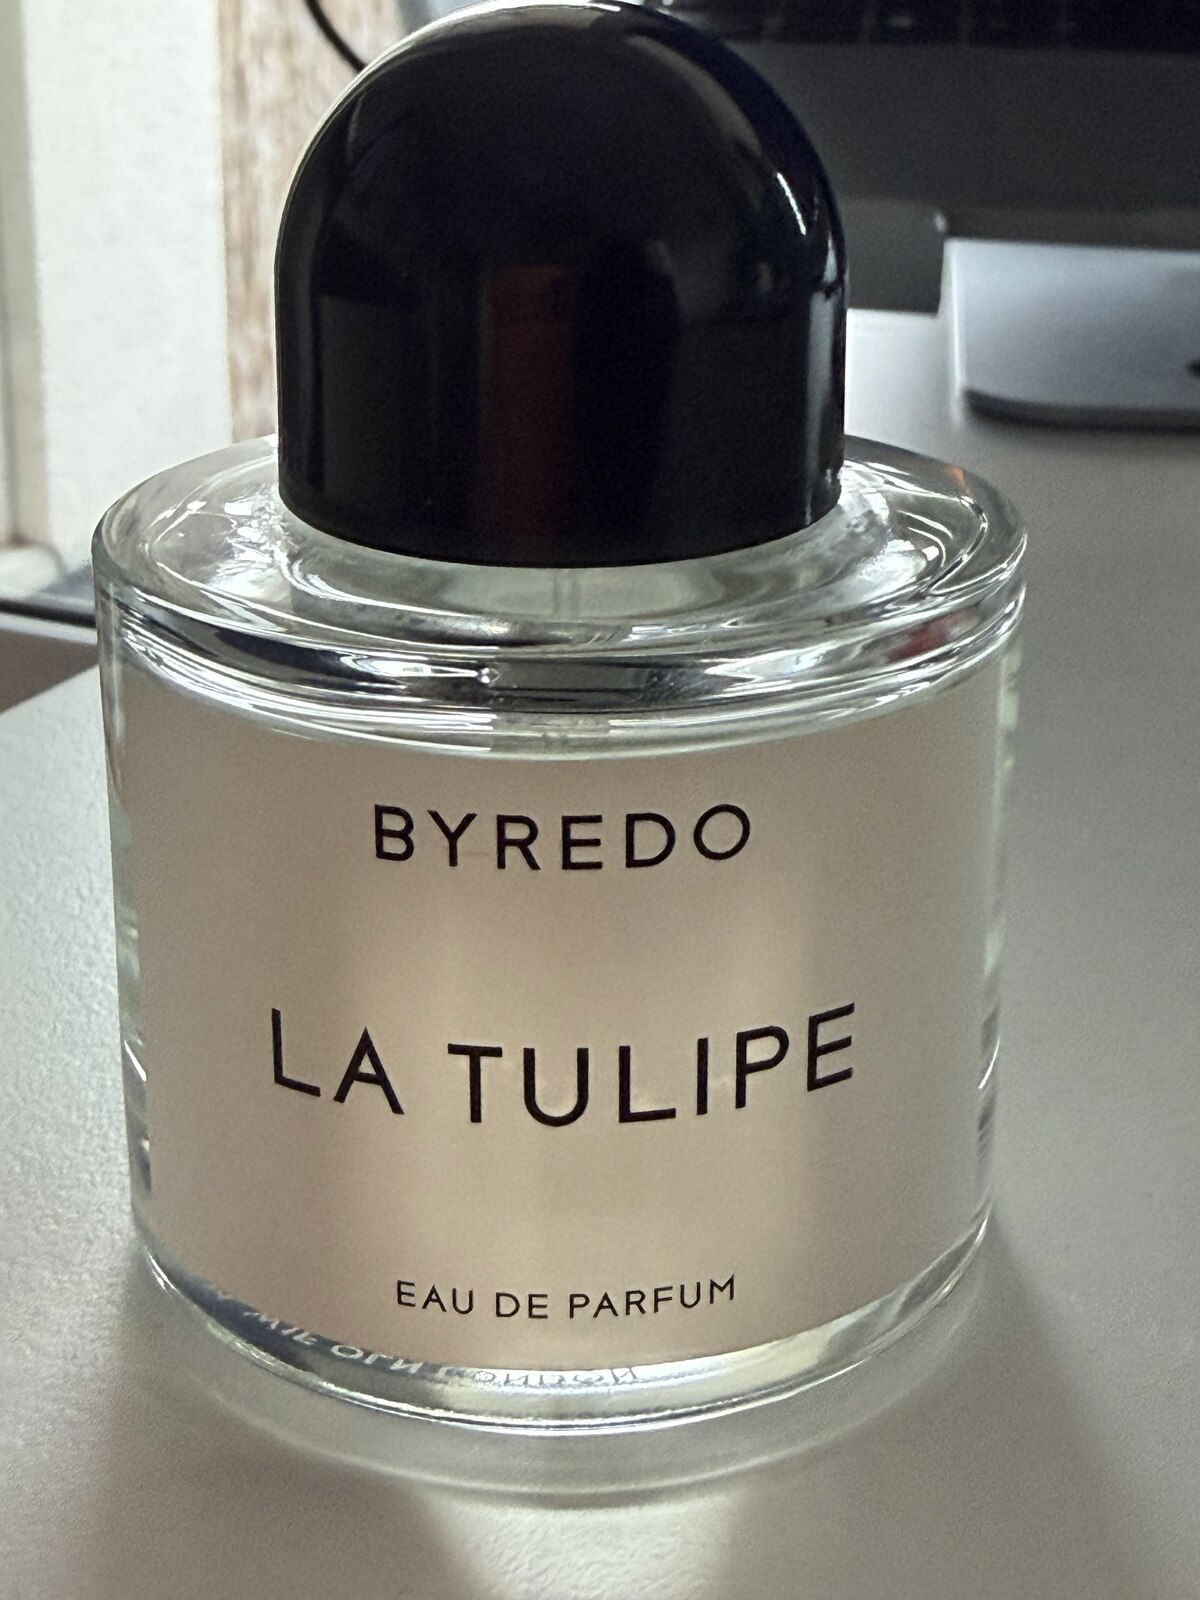 BYREDO
LA TULIPE
EAU DE PARFUM